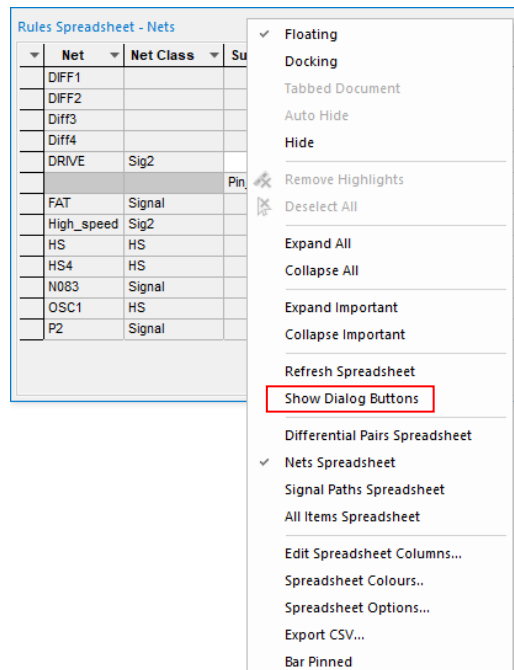 Rules Spreadsheet - Nets
Net Net Class Su
DIFF1
DIFF2
Diff3
Diff4
DRIVE Sig2
Pin_
FAT Signal
High_speed Sig2
HS HS
HS4 HS
N083 Signal
OSC1 HS
P2 Signal
Floating
Docking
Tabbed Document
Auto Hide
Hide
Remove Highlights
Deselect All
Expand All
Collapse All
Expand Important
Collapse Important
Refresh Spreadsheet
Show Dialog Buttons
Differential Pairs Spreadsheet
Nets Spreadsheet
Signal Paths Spreadsheet
All Items Spreadsheet
Edit Spreadsheet Columns...
Spreadsheet Colours..
Spreadsheet Options...
Export CSV...
Bar Pinned